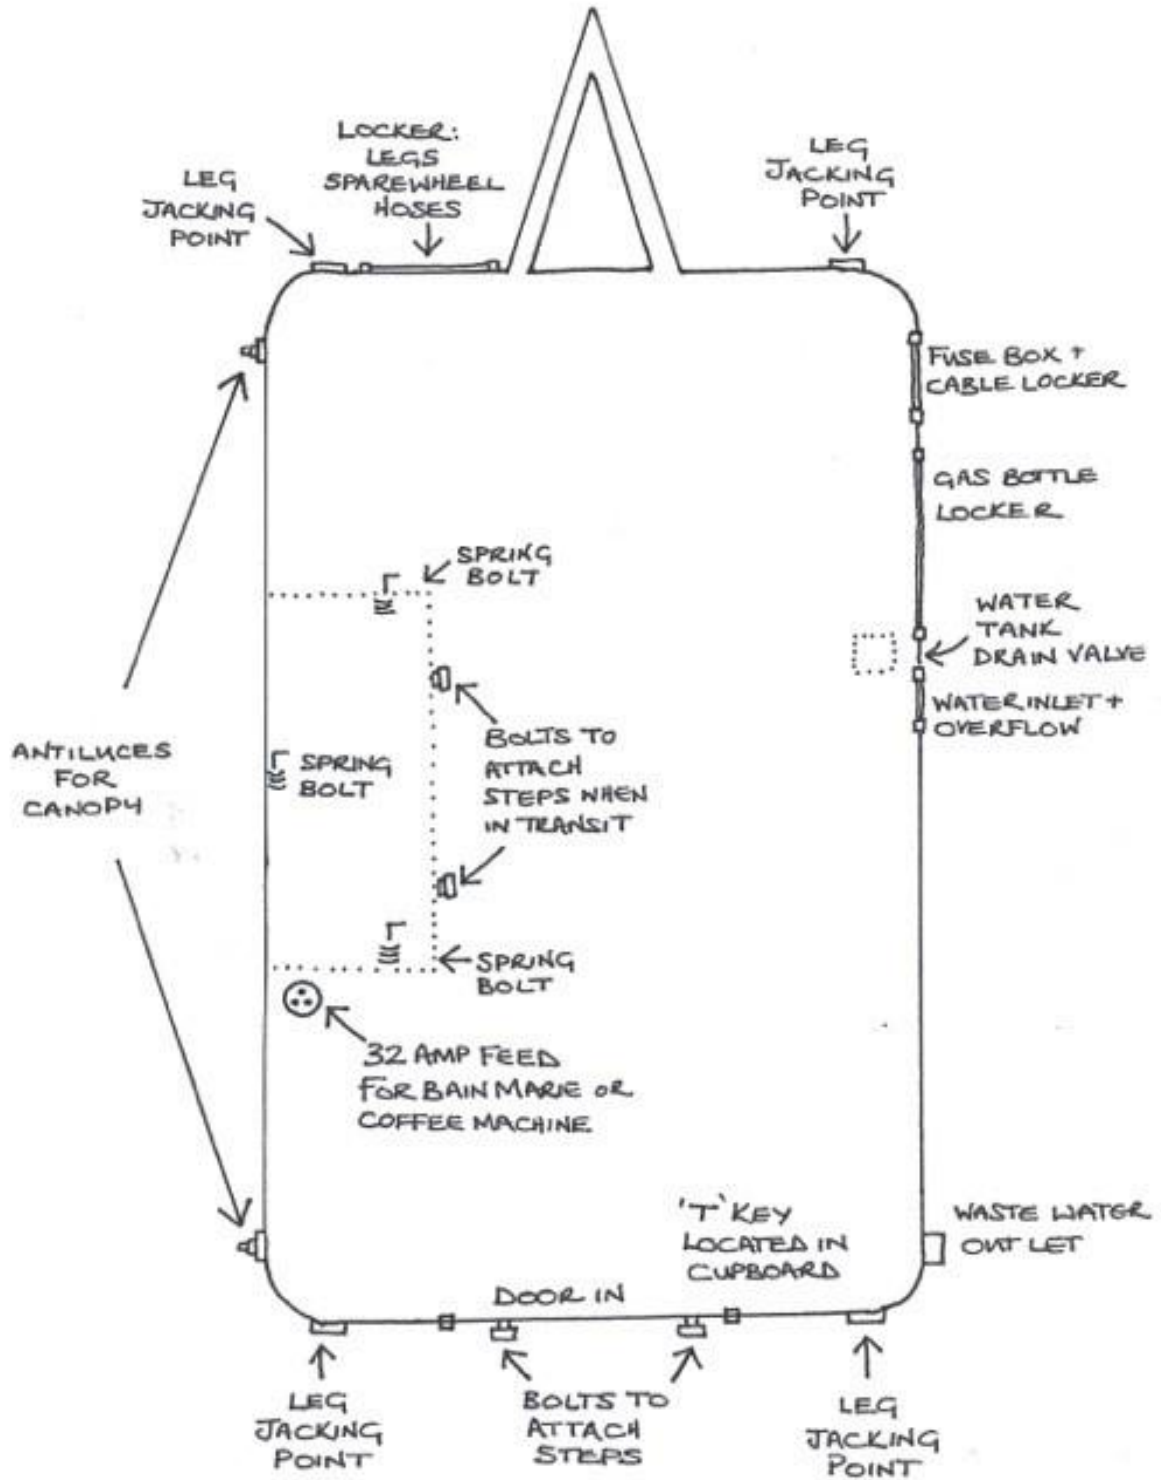 LOCKER:
LEGS
SPAREWHEEL
HOSES
LEG
JACKING
POINT
LEG
JACKING
POINT
FUSE BOX +
CABLE LOCKER
GAS BOTTLE
LOCKER
SPRING
BOLT
WATER
TANK
DRAIN VALVE
WATER INLET +
OVERFLOW
ANTILUCES
FOR
CANOPY
SPRING
BOLT
BOLTS TO
ATTACH
STEPS WHEN
IN TRANSIT
SPRING
BOLT
32 AMP FEED
FOR BAIN MARIE OR
COFFEE MACHINE
'T' KEY
LOCATED IN
CUPBOARD
WASTE WATER
OUTLET
DOOR IN
LEG
JACKING
POINT
BOLTS TO
ATTACH
STEPS
LEG
JACKING
POINT